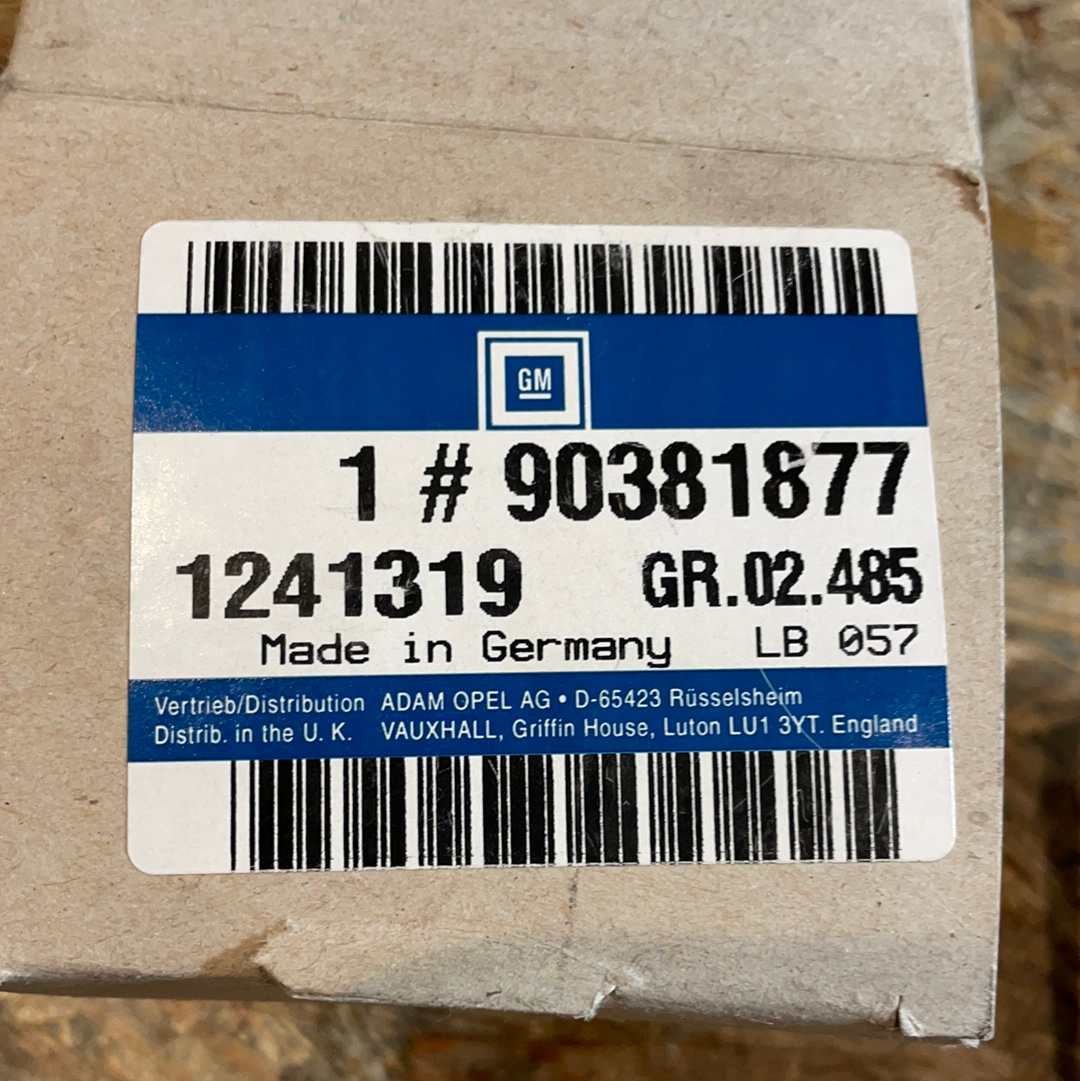 GM
1 # 90381877
1241319 GR.02.485
Made in Germany LB 057
Vertrieb/Distribution ADAM OPEL AG • D-65423 Rüsselsheim
Distrib. in the U. K. VAUXHALL, Griffin House, Luton LU1 3YT. England